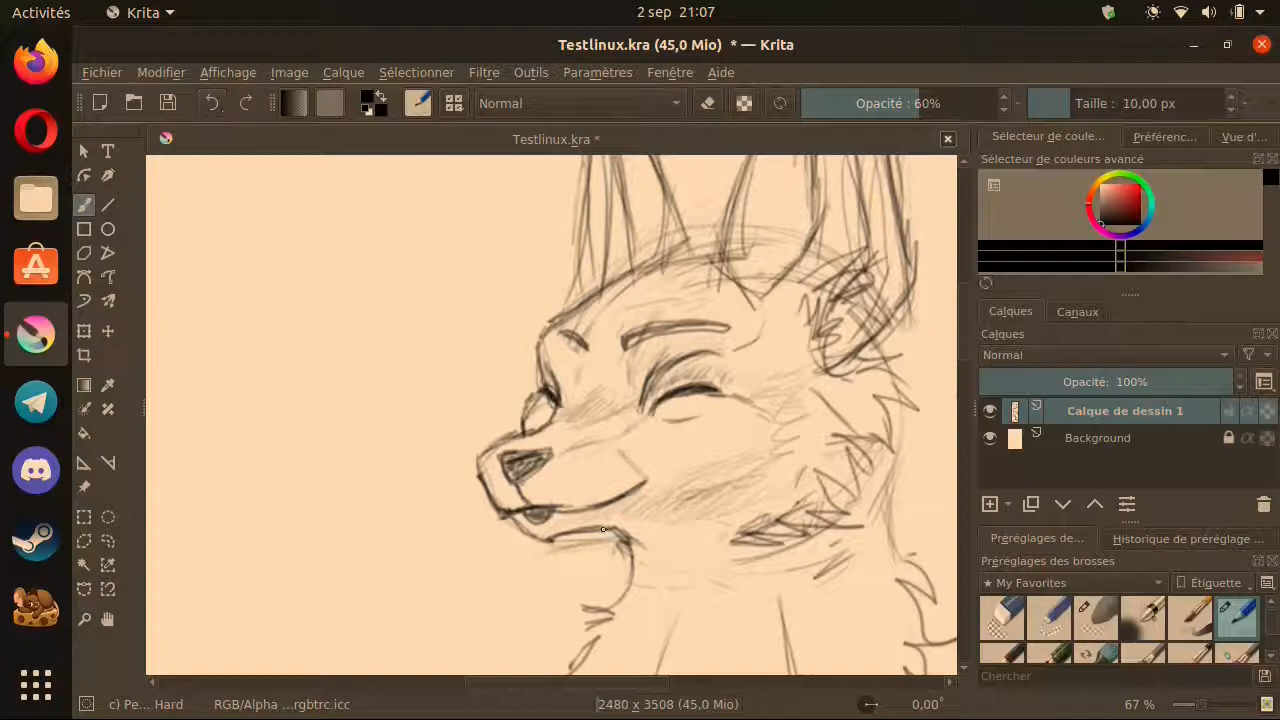 Activités
Krita
2 sep 21:07
Testlinux.kra (45,0 Mio) * — Krita
Fichier Modifier Affichage Image Calque Sélectionner Filtre Outils Paramètres Fenêtre Aide
Normal
Opacité : 60%
Taille : 10,00 px
Testlinux.kra *
Sélecteur de coule... Préférenc... Vue d'...
Sélecteur de couleurs avancé
Calques Canaux
Calques
Normal
Opacité: 100%
Calque de dessin 1
Background
Préréglages de... Historique de préréglage ...
Préréglages des brosses
★ My Favorites
Étiquette
Chercher
c) Pe... Hard
RGB/Alpha ...rgbtrc.icc
2480 x 3508 (45,0 Mio)
0,00°
67 %